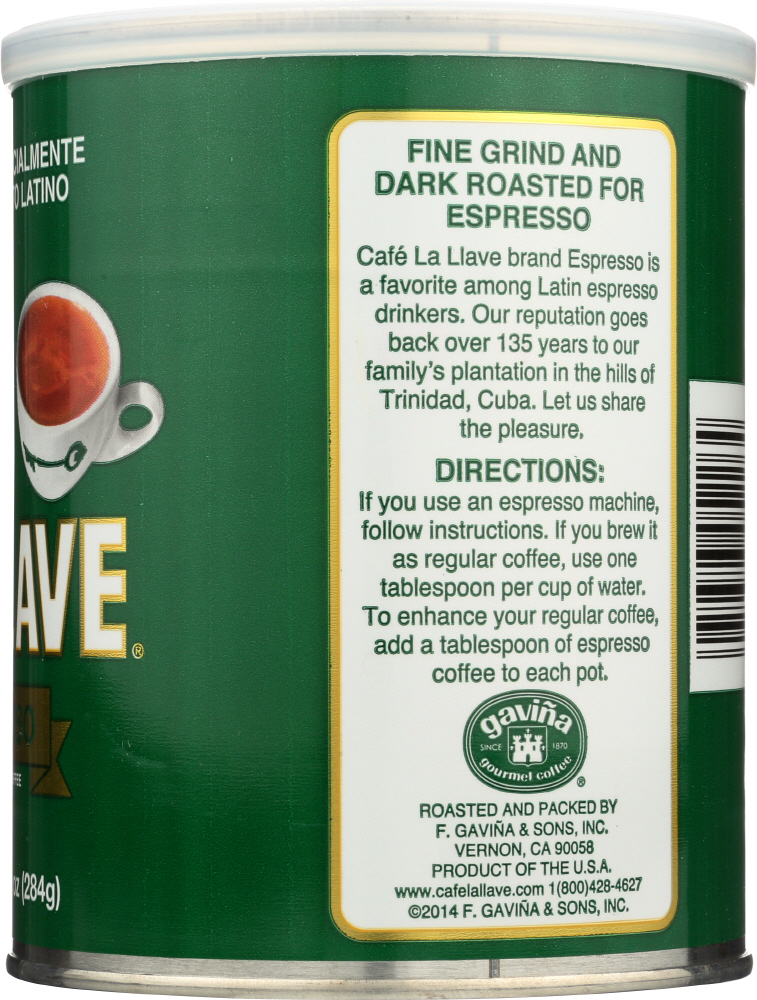 LATINO
AVE®
(284g)
FINE GRIND AND
DARK ROASTED FOR
ESPRESSO
Café La Llave brand Espresso is
a favorite among Latin espresso
drinkers. Our reputation goes
back over 135 years to our
family's plantation in the hills of
Trinidad, Cuba. Let us share
the pleasure.
DIRECTIONS:
If you use an espresso machine,
follow instructions. If you brew it
as regular coffee, use one
tablespoon per cup of water.
To enhance your regular coffee,
add a tablespoon of espresso
coffee to each pot.
gaviña
SINCE 1870
gourmet coffee
®
ROASTED AND PACKED BY
F. GAVIÑA & SONS, INC.
VERNON, CA 90058
PRODUCT OF THE U.S.A.
www.cafelallave.com 1(800)428-4627
©2014 F. GAVIÑA & SONS, INC.